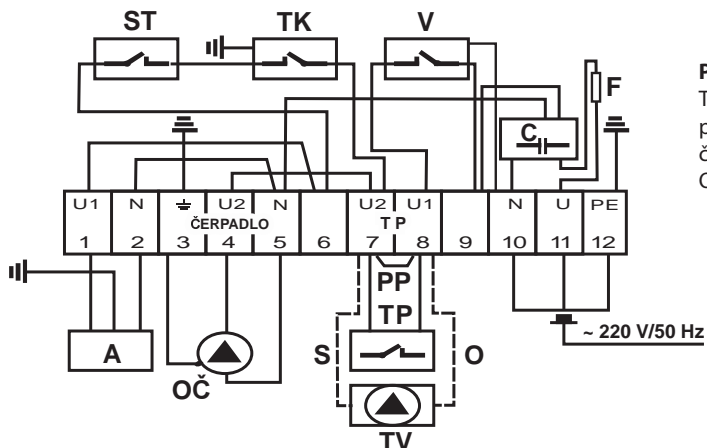 ST TK V
P
T
F
p
C
č
O
U1 N U2 N U2 U1 N U PE
ČERPADLO T P
1 2 3 4 5 6 7 8 9 10 11 12
PP
TP
~ 220 V/50 Hz
A S O
OČ
TV